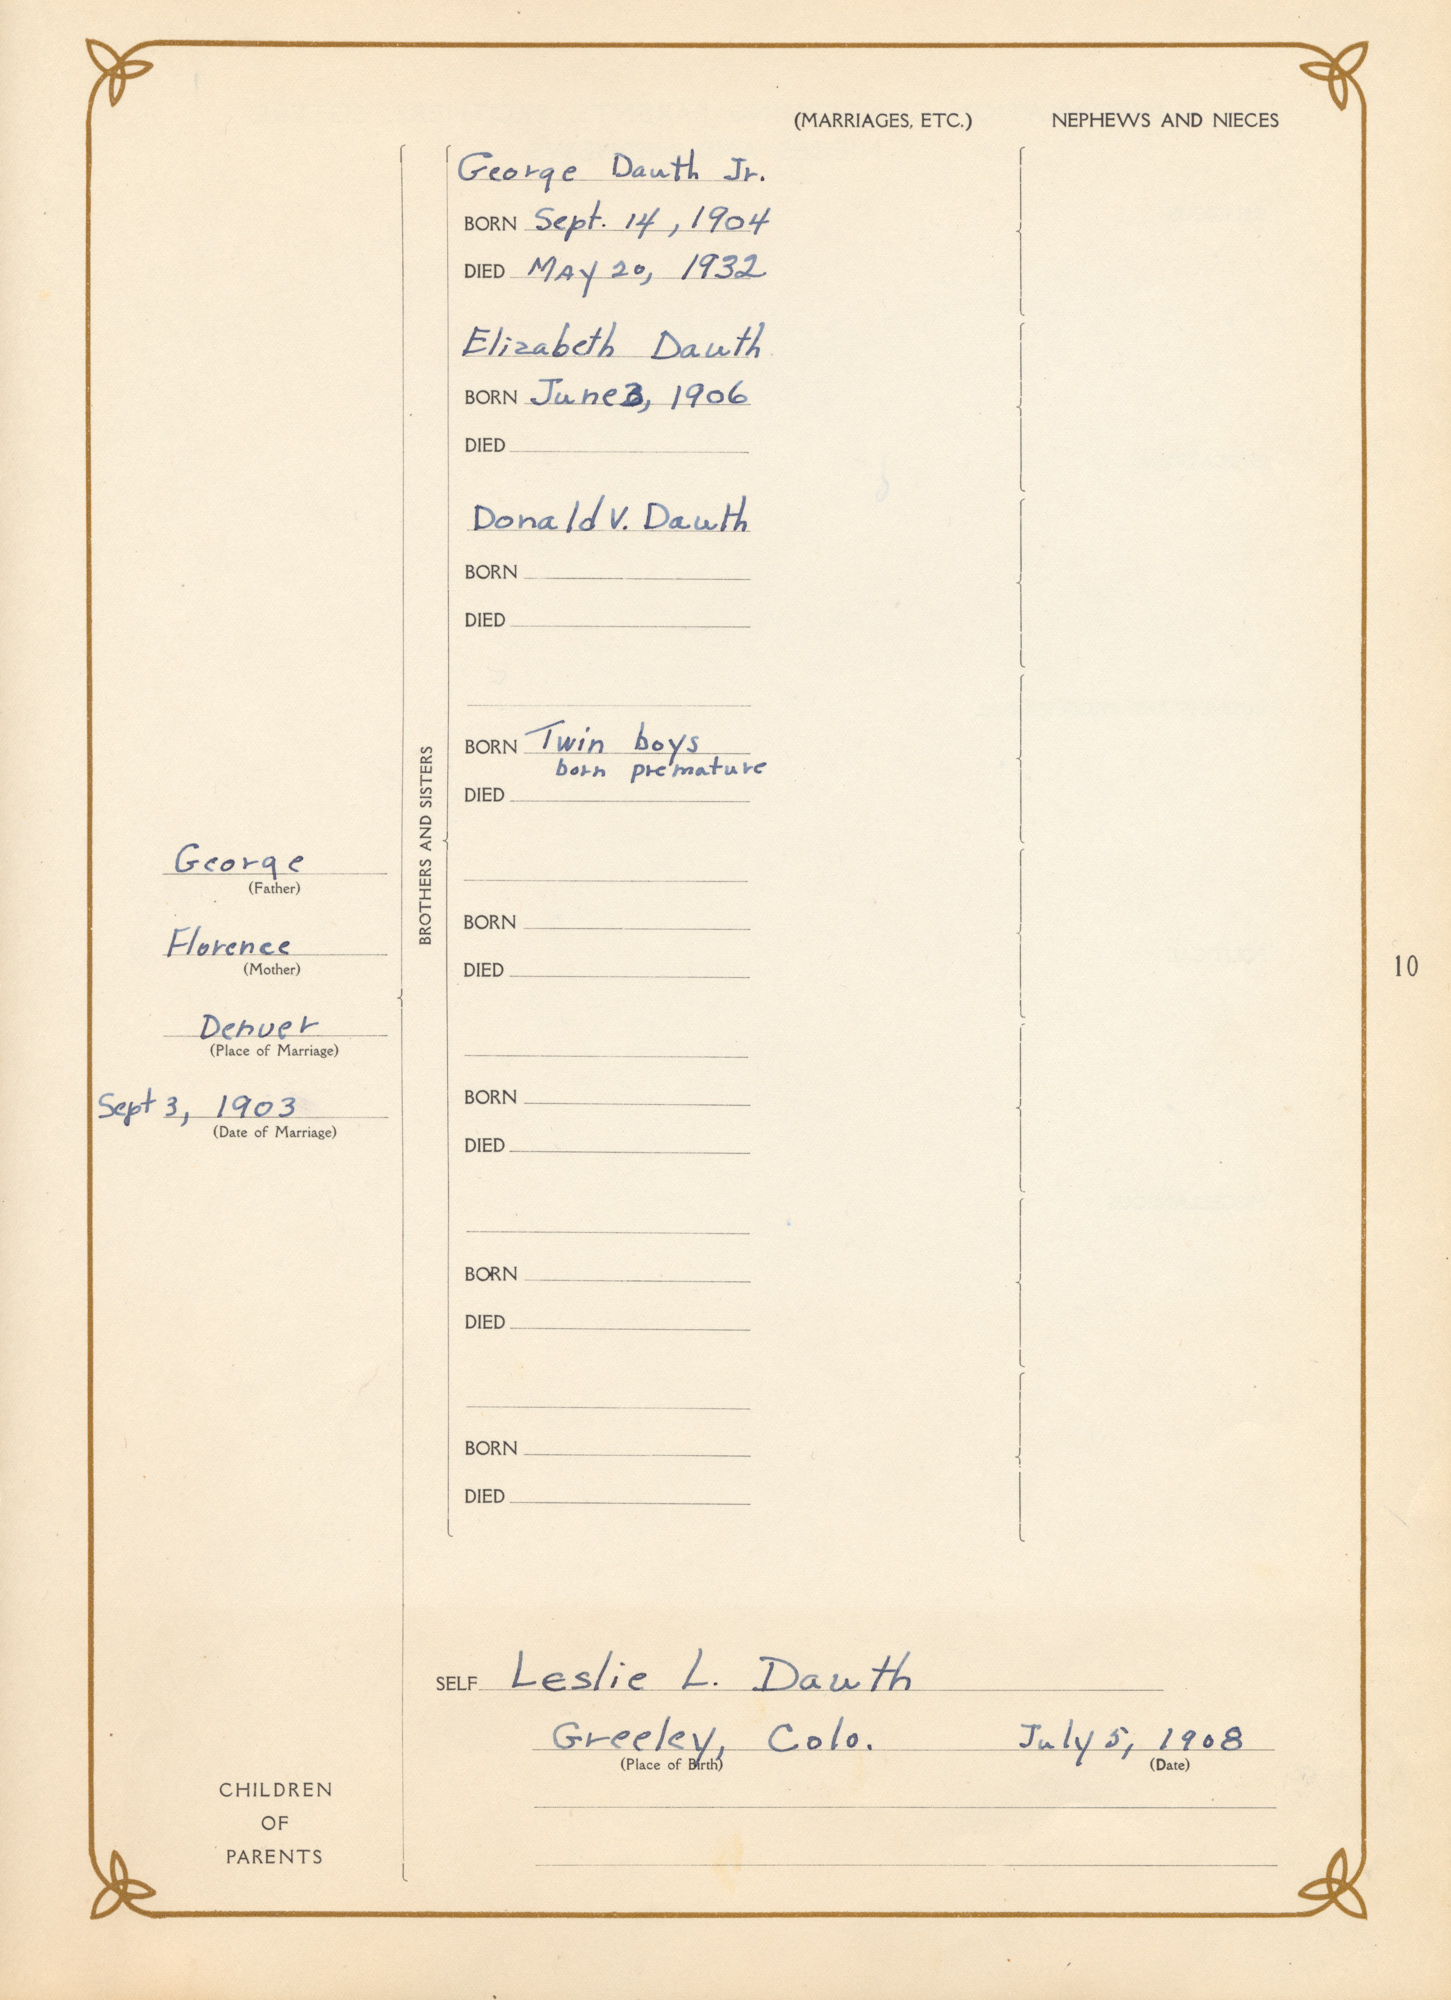 (MARRIAGES, ETC.) NEPHEWS AND NIECES
George Dauth Jr.
BORN Sept. 14, 1904
DIED May 20, 1932
Elizabeth Dauth
BORN June 3, 1906
DIED
Donald V. Dauth
BORN
DIED
BORN Twin boys
born premature
DIED
BROTHERS AND SISTERS
George
(Father)
BORN
Florence
(Mother)
DIED
10
Denver
(Place of Marriage)
BORN
Sept 3, 1903
(Date of Marriage)
DIED
BORN
DIED
BORN
DIED
SELF Leslie L. Dauth
Greeley, Colo. July 5, 1908
(Place of Birth) (Date)
CHILDREN
OF
PARENTS